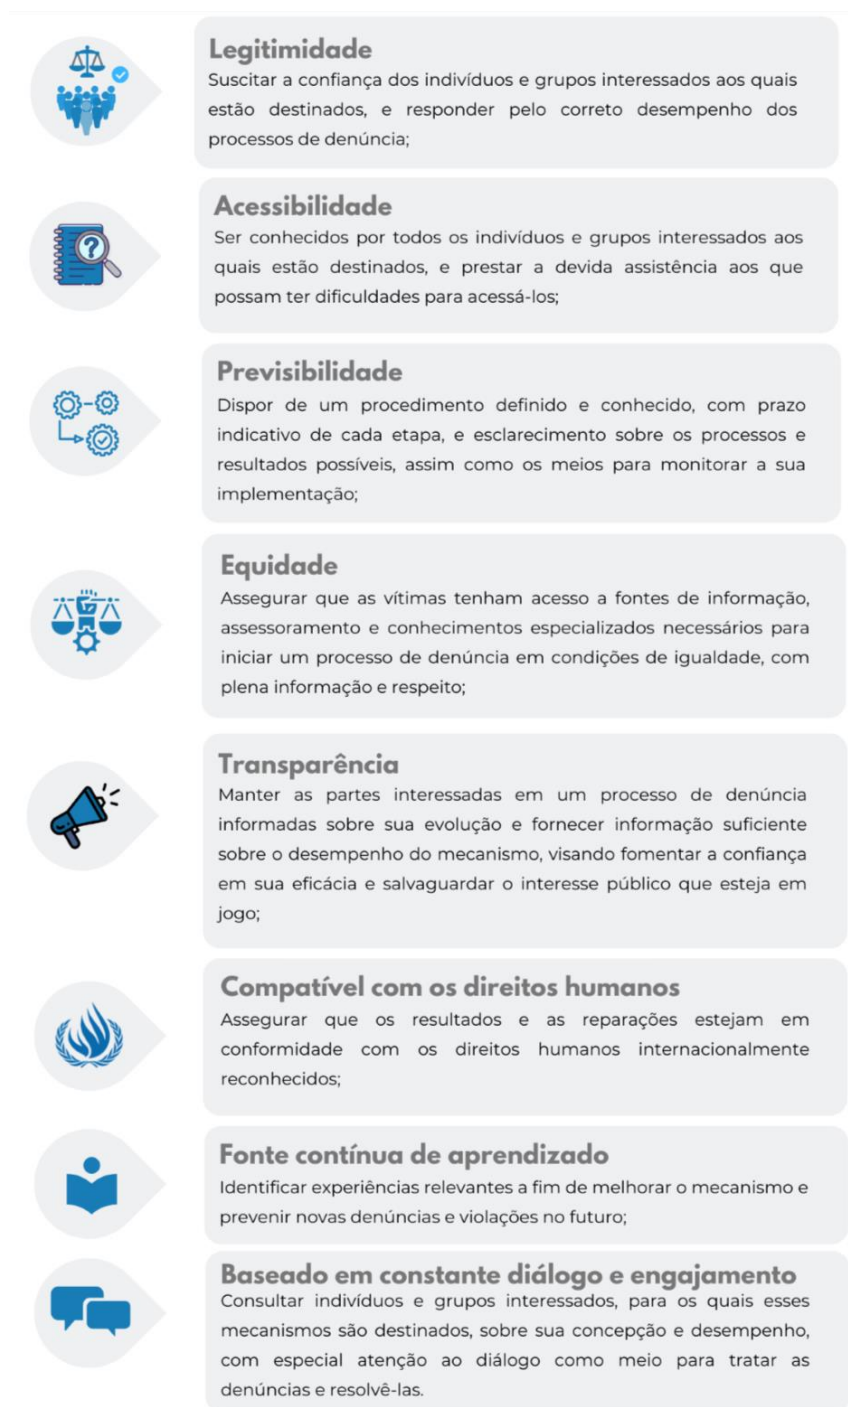 Legitimidade
Suscitar a confiança dos indivíduos e grupos interessados aos quais
estão destinados, e responder pelo correto desempenho dos
processos de denúncia;
Acessibilidade
Ser conhecidos por todos os indivíduos e grupos interessados aos
quais estão destinados, e prestar a devida assistência aos que
possam ter dificuldades para acessá-los;
Previsibilidade
Dispor de um procedimento definido e conhecido, com prazo
indicativo de cada etapa, e esclarecimento sobre os processos e
resultados possíveis, assim como os meios para monitorar a sua
implementação;
Equidade
Assegurar que as vítimas tenham acesso a fontes de informação,
assessoramento e conhecimentos especializados necessários para
iniciar um processo de denúncia em condições de igualdade, com
plena informação e respeito;
Transparência
Manter as partes interessadas em um processo de denúncia
informadas sobre sua evolução e fornecer informação suficiente
sobre o desempenho do mecanismo, visando fomentar a confiança
em sua eficácia e salvaguardar o interesse público que esteja em
jogo;
Compatível com os direitos humanos
Assegurar que os resultados e as reparações estejam em
conformidade com os direitos humanos internacionalmente
reconhecidos;
Fonte contínua de aprendizado
Identificar experiências relevantes a fim de melhorar o mecanismo e
prevenir novas denúncias e violações no futuro;
Baseado em constante diálogo e engajamento
Consultar indivíduos e grupos interessados, para os quais esses
mecanismos são destinados, sobre sua concepção e desempenho,
com especial atenção ao diálogo como meio para tratar as
denúncias e resolvê-las.